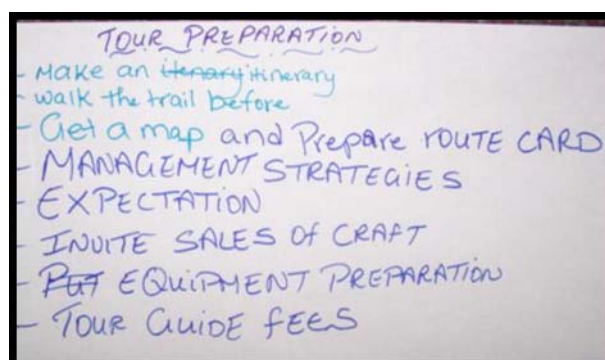 TOUR PREPARATION
- Make an itenary itinerary
- walk the trail before
- Get a map and Prepare ROUTE CARD
- MANAGEMENT STRATEGIES
- EXPECTATION
- INVITE SALES OF CRAFT
- PUT EQUIPMENT PREPARATION
- TOUR GUIDE FEES